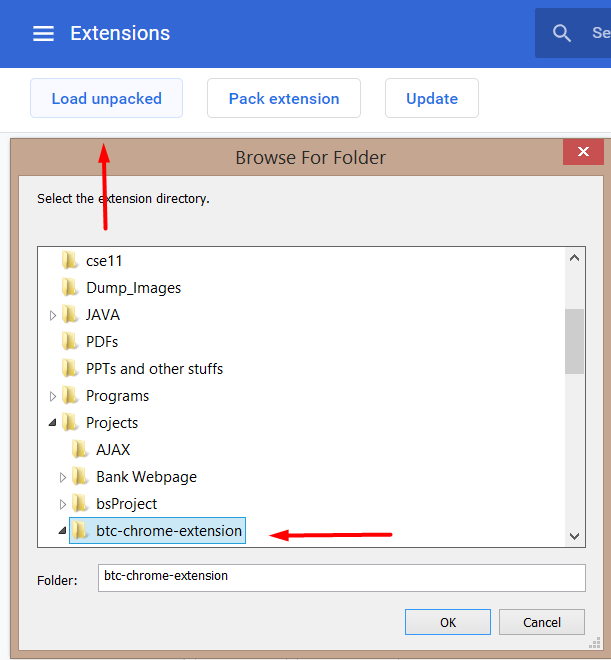 Extensions
Se
Load unpacked
Pack extension
Update
Browse For Folder
Select the extension directory.
cse11
Dump_Images
JAVA
PDFs
PPTs and other stuffs
Programs
Projects
AJAX
Bank Webpage
bsProject
btc-chrome-extension
Folder:
btc-chrome-extension
OK
Cancel